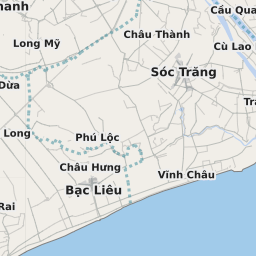 Cầu Qua
Long Mỹ
Châu Thành
Cù Lao
Sóc Trăng
Dừa
Long
Phú Lộc
Châu Hưng
Vĩnh Châu
Bạc Liêu
Rai